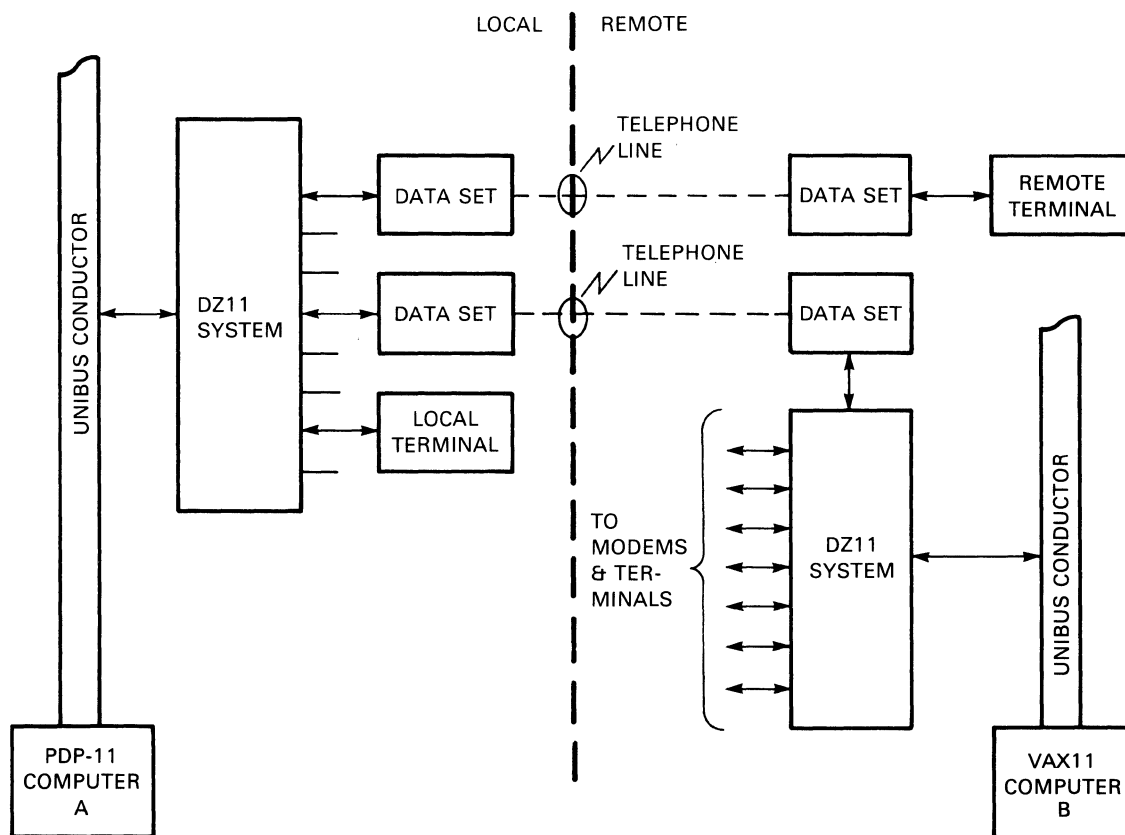 LOCAL
REMOTE
TELEPHONE
LINE
DATA SET
DATA SET
REMOTE
TERMINAL
UNIBUS CONDUCTOR
DZ11
SYSTEM
TELEPHONE
LINE
DATA SET
DATA SET
LOCAL
TERMINAL
TO
MODEMS
& TER-
MINALS
DZ11
SYSTEM
UNIBUS CONDUCTOR
PDP-11
COMPUTER
A
VAX11
COMPUTER
B